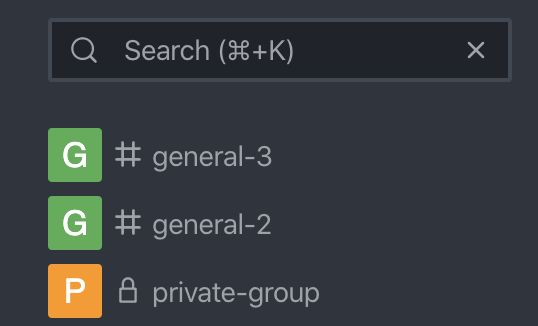 Search (⌘+K)
G # general-3
G # general-2
P private-group